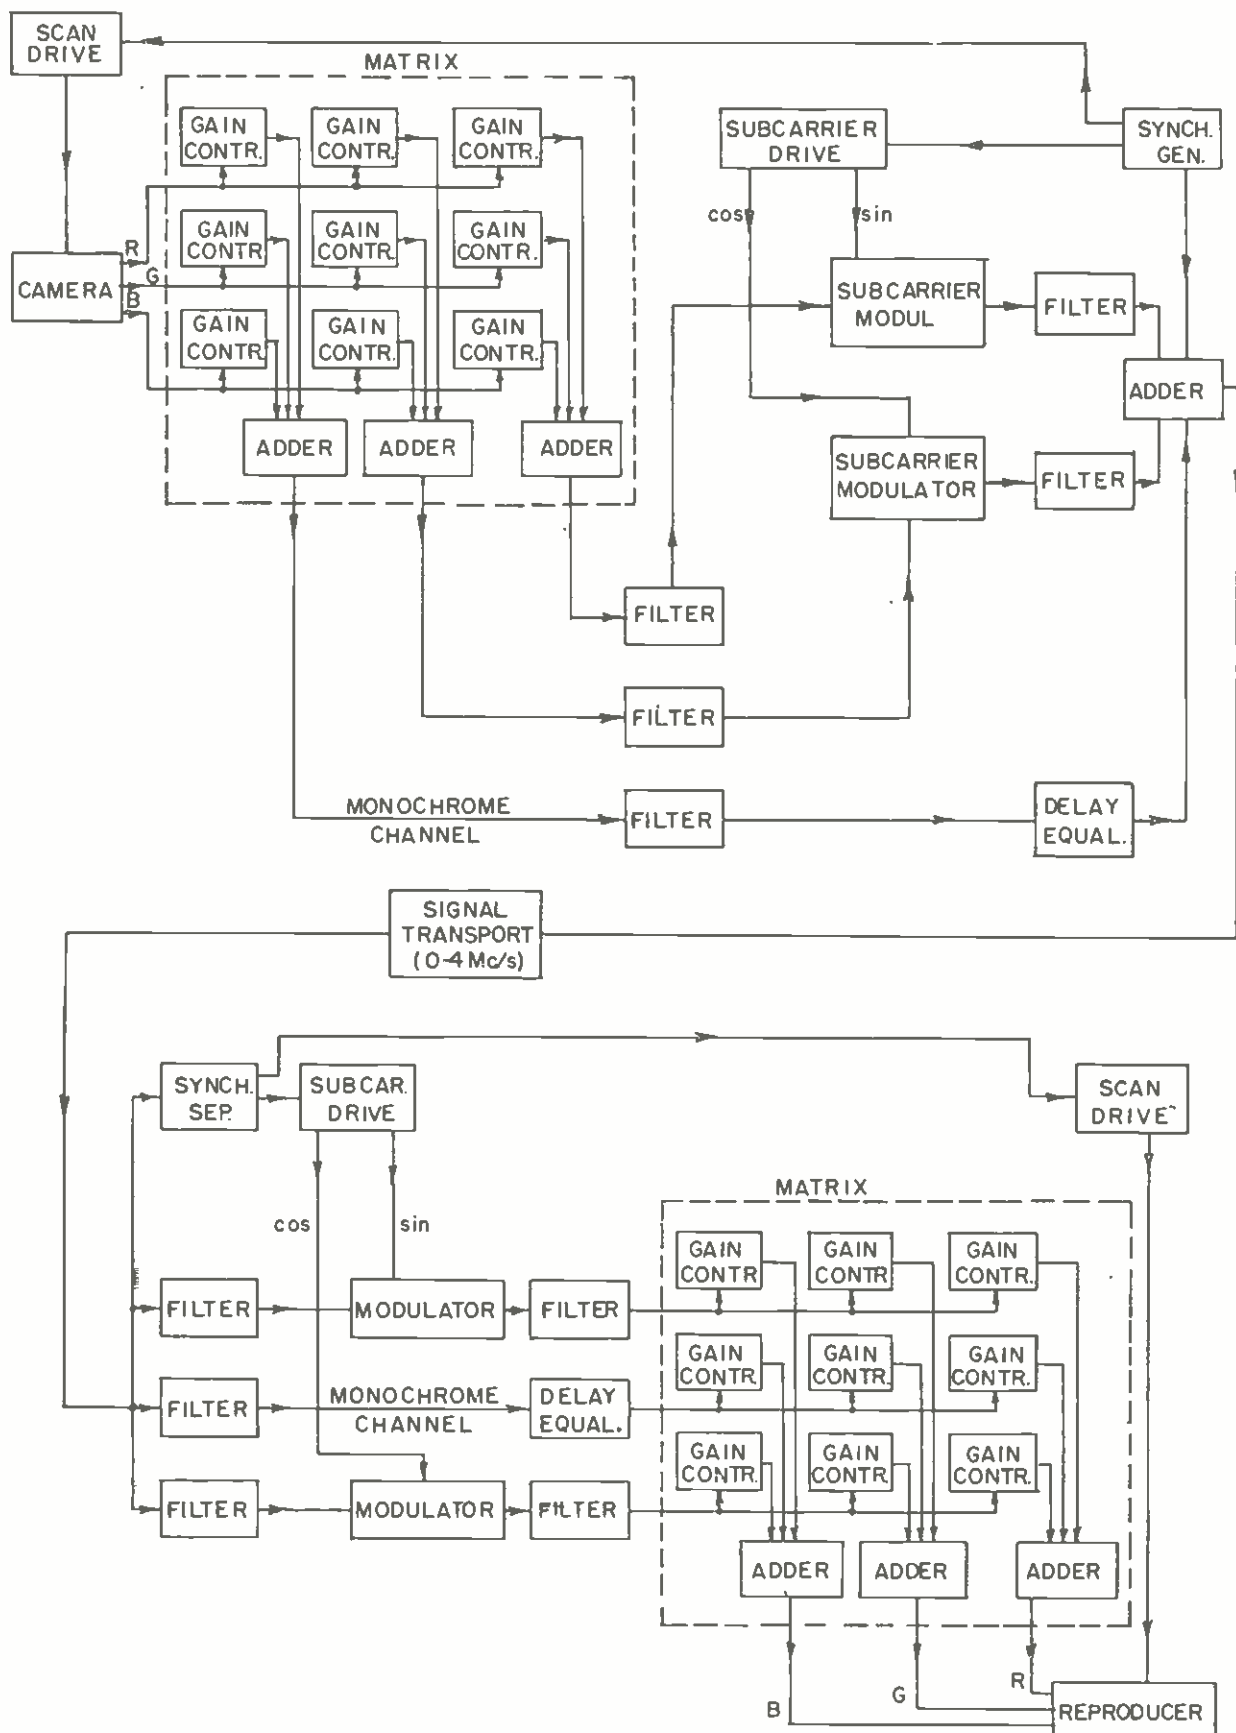 SCAN
DRIVE
MATRIX
GAIN
CONTR.
GAIN
CONTR.
GAIN
CONTR.
SUBCARRIER
DRIVE
SYNCH.
GEN.
cos
sin
GAIN
CONTR.
GAIN
CONTR.
GAIN
CONTR.
R
G
B
CAMERA
SUBCARRIER
MODUL
FILTER
GAIN
CONTR.
GAIN
CONTR.
GAIN
CONTR.
ADDER
ADDER
ADDER
ADDER
SUBCARRIER
MODULATOR
FILTER
FILTER
FILTER
MONOCHROME
CHANNEL
FILTER
DELAY
EQUAL.
SIGNAL
TRANSPORT
(0-4 Mc/s)
SYNCH.
SEP.
SUBCAR.
DRIVE
SCAN
DRIVE
MATRIX
cos
sin
GAIN
CONTR.
GAIN
CONTR
GAIN
CONTR.
FILTER
MODULATOR
FILTER
GAIN
CONTR.
GAIN
CONTR.
GAIN
CONTR.
FILTER
MONOCHROME
CHANNEL
DELAY
EQUAL.
GAIN
CONTR.
GAIN
CONTR.
GAIN
CONTR.
FILTER
MODULATOR
FILTER
ADDER
ADDER
ADDER
B
G
R
REPRODUCER